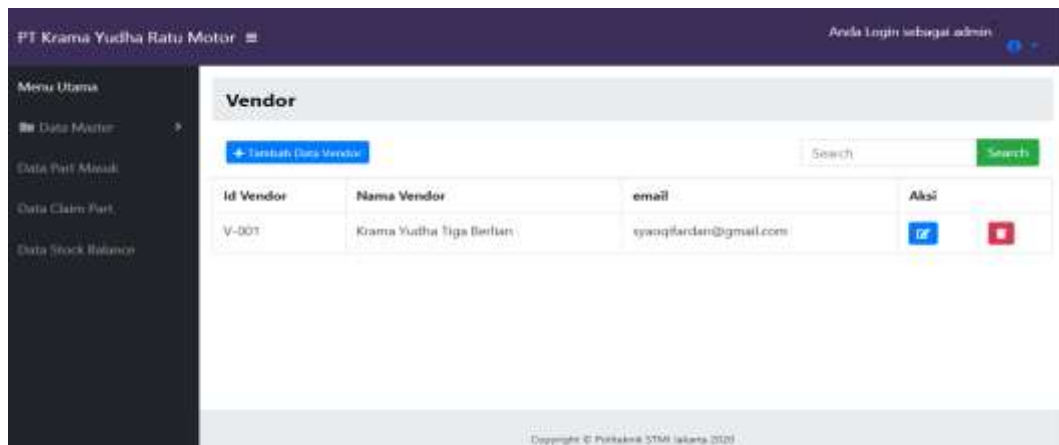 PT Krama Yudha Ratu Motor
Anda Login sebagai admin
Menu Utama
Data Master
Data Part Masuk
Data Claim Part
Data Stock Balance
Vendor
+ Tambah Data Vendor
Search Search
Id Vendor Nama Vendor email Aksi
V-001 Krama Yudha Tiga Berlian syaoqifardan@gmail.com
Copyright © Politeknik STMI Jakarta 2020